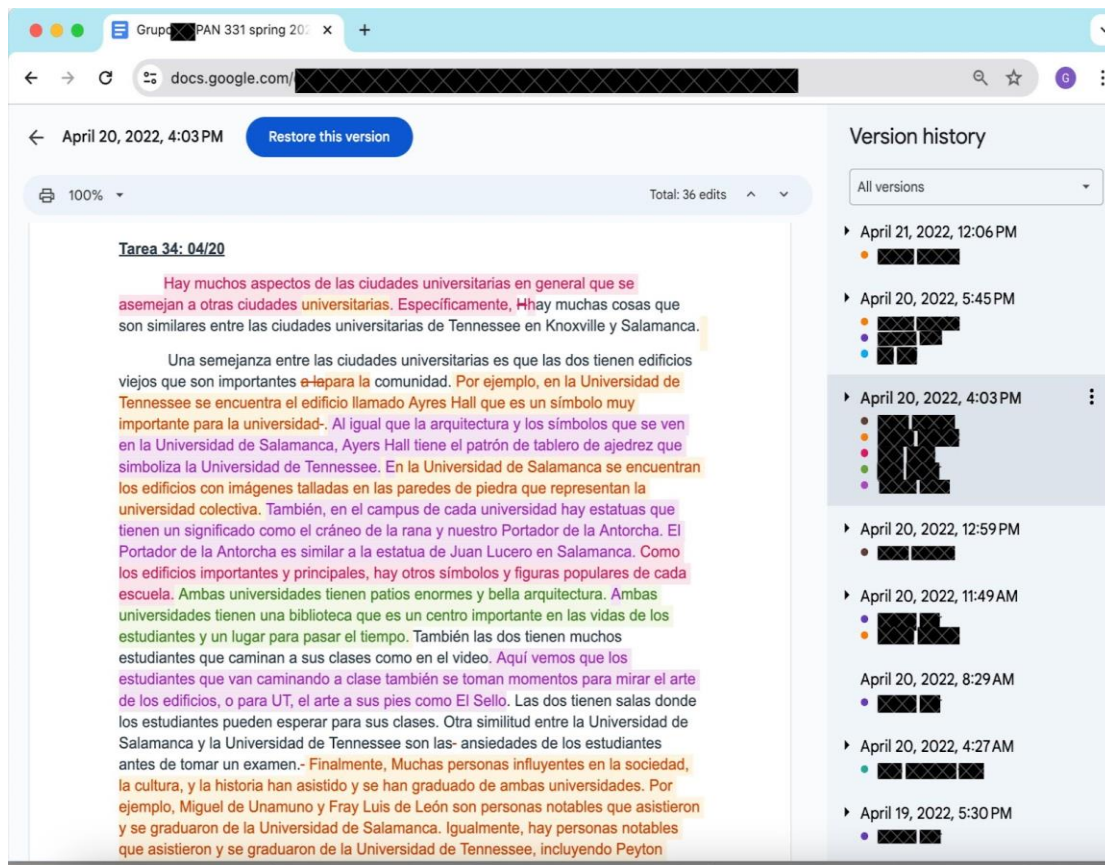 Grupo PAN 331 spring 202
docs.google.com/
G
April 20, 2022, 4:03 PM
Restore this version
100%
Total: 36 edits
Tarea 34: 04/20
Hay muchos aspectos de las ciudades universitarias en general que se
asemejan a otras ciudades universitarias. Específicamente, Hhay muchas cosas que
son similares entre las ciudades universitarias de Tennessee en Knoxville y Salamanca.
Una semejanza entre las ciudades universitarias es que las dos tienen edificios
viejos que son importantes a lapara la comunidad. Por ejemplo, en la Universidad de
Tennessee se encuentra el edificio llamado Ayres Hall que es un símbolo muy
importante para la universidad-. Al igual que la arquitectura y los símbolos que se ven
en la Universidad de Salamanca, Ayers Hall tiene el patrón de tablero de ajedrez que
simboliza la Universidad de Tennessee. En la Universidad de Salamanca se encuentran
los edificios con imágenes talladas en las paredes de piedra que representan la
universidad colectiva. También, en el campus de cada universidad hay estatuas que
tienen un significado como el cráneo de la rana y nuestro Portador de la Antorcha. El
Portador de la Antorcha es similar a la estatua de Juan Lucero en Salamanca. Como
los edificios importantes y principales, hay otros símbolos y figuras populares de cada
escuela. Ambas universidades tienen patios enormes y bella arquitectura. Ambas
universidades tienen una biblioteca que es un centro importante en las vidas de los
estudiantes y un lugar para pasar el tiempo. También las dos tienen muchos
estudiantes que caminan a sus clases como en el video. Aquí vemos que los
estudiantes que van caminando a clase también se toman momentos para mirar el arte
de los edificios, o para UT, el arte a sus pies como El Sello. Las dos tienen salas donde
los estudiantes pueden esperar para sus clases. Otra similitud entre la Universidad de
Salamanca y la Universidad de Tennessee son las- ansiedades de los estudiantes
antes de tomar un examen.- Finalmente, Muchas personas influyentes en la sociedad,
la cultura, y la historia han asistido y se han graduado de ambas universidades. Por
ejemplo, Miguel de Unamuno y Fray Luis de León son personas notables que asistieron
y se graduaron de la Universidad de Salamanca. Igualmente, hay personas notables
que asistieron y se graduaron de la Universidad de Tennessee, incluyendo Peyton
Version history
All versions
April 21, 2022, 12:06 PM
April 20, 2022, 5:45 PM
April 20, 2022, 4:03 PM
April 20, 2022, 12:59 PM
April 20, 2022, 11:49 AM
April 20, 2022, 8:29 AM
April 20, 2022, 4:27 AM
April 19, 2022, 5:30 PM